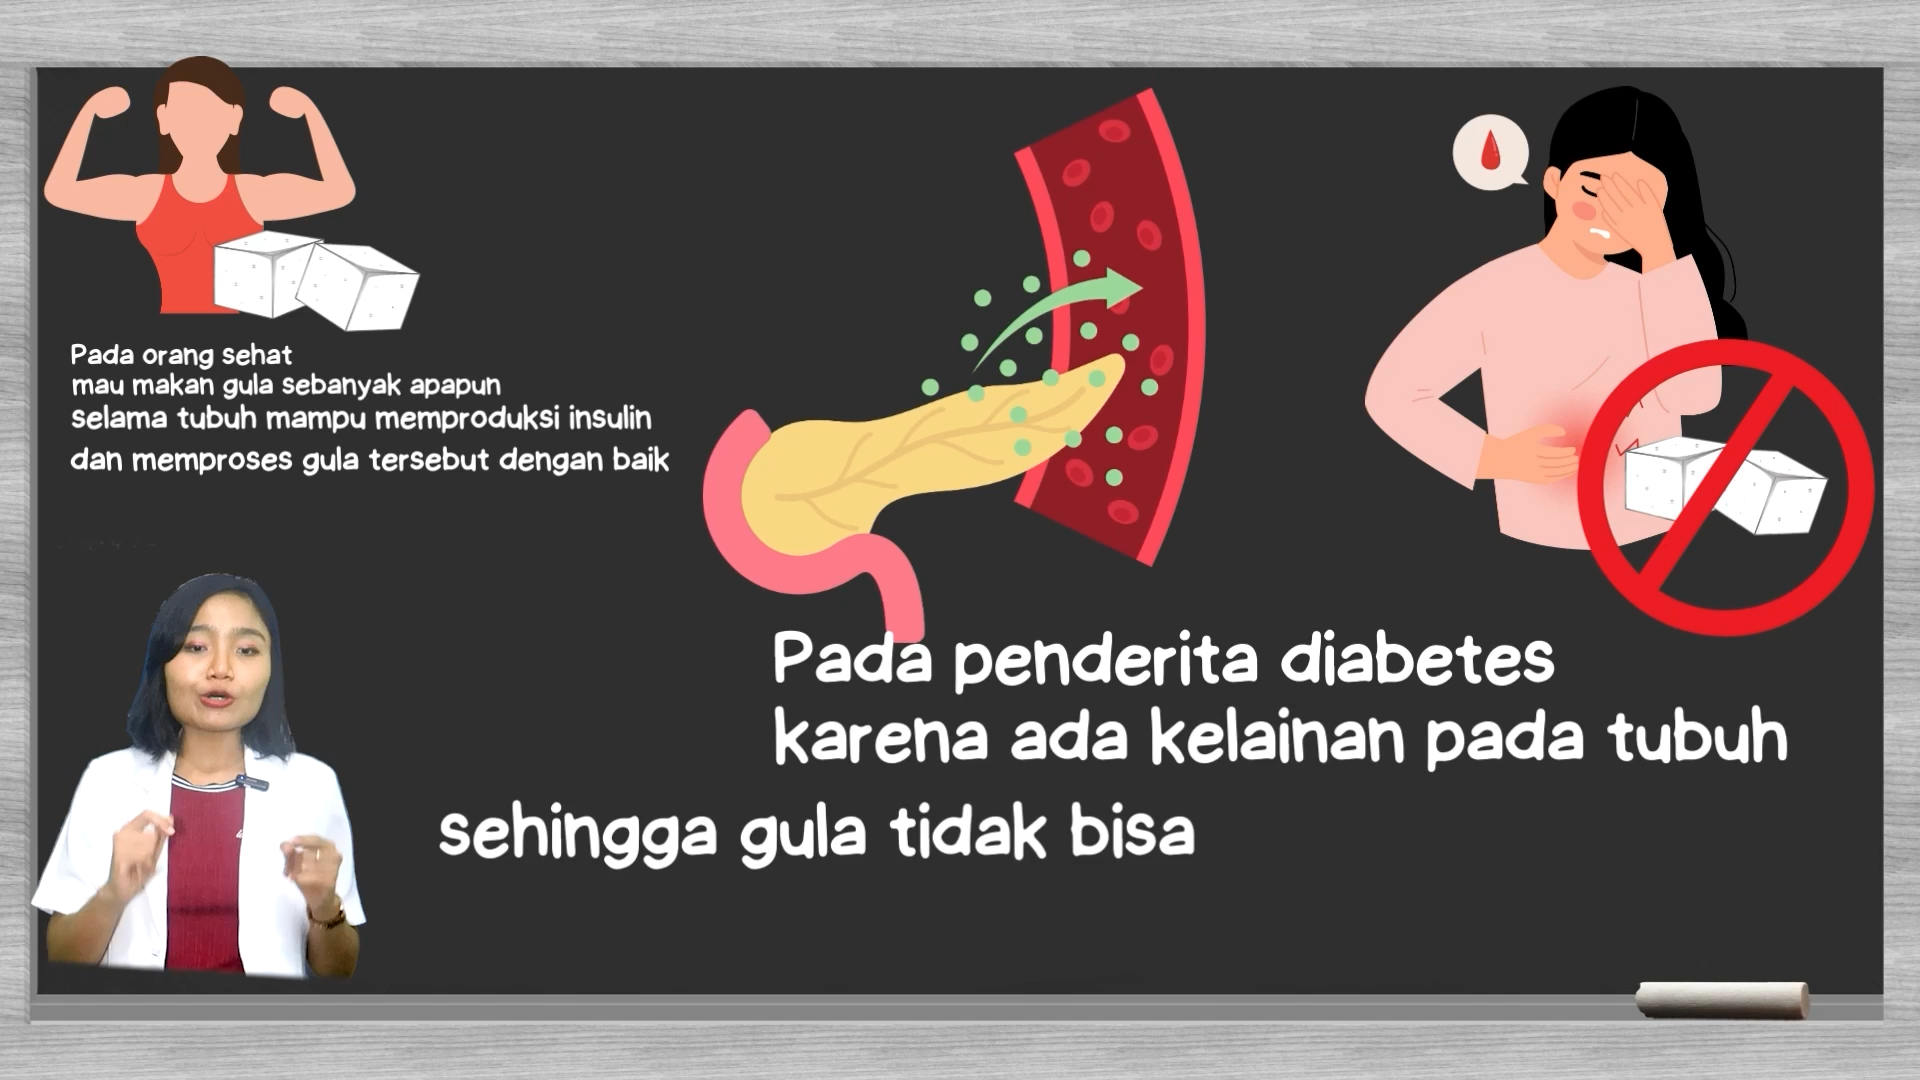 Pada orang sehat
mau makan gula sebanyak apapun
selama tubuh mampu memproduksi insulin
dan memproses gula tersebut dengan baik
Pada penderita diabetes
karena ada kelainan pada tubuh
sehingga gula tidak bisa